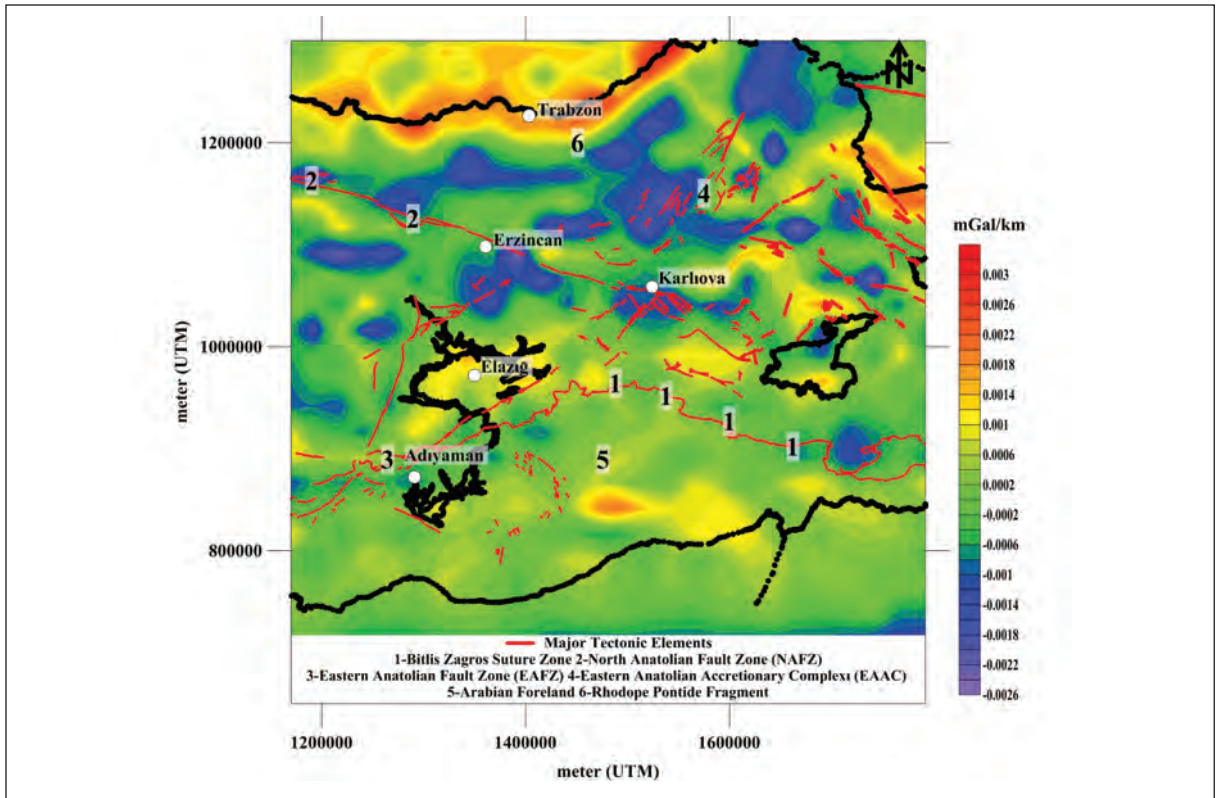 N
Trabzon
1200000
6
2
4
2
mGal/km
Erzincan
0.003
Karlıova
0.0026
0.0022
1000000
0.0018
Elazığ
0.0014
1
1
0.001
1
1
0.0006
meter (UTM)
3
5
0.0002
Adıyaman
-0.0002
800000
-0.0006
-0.001
-0.0014
-0.0018
-0.0022
-0.0026
Major Tectonic Elements
1-Bitlis Zagros Suture Zone 2-North Anatolian Fault Zone (NAFZ)
3-Eastern Anatolian Fault Zone (EAFZ) 4-Eastern Anatolian Accretionary Complexı (EAAC)
5-Arabian Foreland 6-Rhodope Pontide Fragment
1200000 1400000 1600000
meter (UTM)